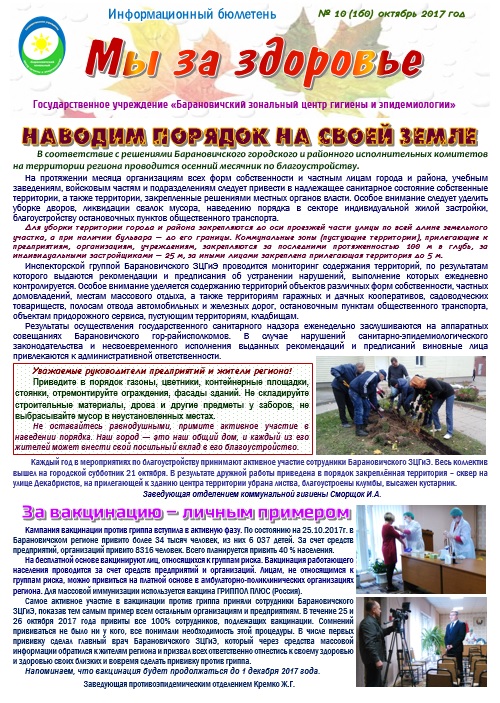 Информационный бюллетень
№ 10 (160) октябрь 2017 год
Мы за здоровье
Государственное учреждение «Барановичский зональный центр гигиены и эпидемиологии»
НАВОДИМ ПОРЯДОК НА СВОЕЙ ЗЕМЛЕ
В соответствие с решениями Барановичского городского и районного исполнительных комитетов
на территории региона проводится осенний месячник по благоустройству.
На протяжении месяца организациям всех форм собственности и частным лицам города и района, учебным
заведениям, войсковым частям и подразделениям следует привести в надлежащее санитарное состояние собственные
территории, а также территории, закрепленные решениями местных органов власти. Особое внимание следует уделить
уборке дворов, ликвидации свалок мусора, наведению порядка в секторе индивидуальной жилой застройки,
благоустройству остановочных пунктов общественного транспорта.
Для уборки территории города и района закрепляются до оси проезжей части улицы по всей длине земельного
участка, а при наличии бульвара – до его границы. Коммунальные зоны (пустующие территории), прилегающие к
предприятиям, организациям, учреждениям, закрепляются за последними протяженностью 100 м в глубь, за
индивидуальными застройщиками – 25 м, за иными лицами закреплена прилегающая территория до 5 м.
Инспекторской группой Барановичского ЗЦГиЭ проводится мониторинг содержания территорий, по результатам
которого выдаются рекомендации и предписания об устранении нарушений, выполнение которых ежедневно
контролируется. Особое внимание уделяется содержанию территорий объектов различных форм собственности, частных
домовладений, местам массового отдыха, а также территориям гаражных и дачных кооперативов, садоводческих
товариществ, полосам отвода автомобильных и железных дорог, остановочным пунктам общественного транспорта,
объектам придорожного сервиса, пустующим территориям, кладбищам.
Результаты осуществления государственного санитарного надзора еженедельно заслушиваются на аппаратных
совещаниях Барановичского гор-райисполкомов. В случае нарушений санитарно-эпидемиологического
законодательства и несвоевременного исполнения выданных рекомендаций и предписаний виновные лица
привлекаются к административной ответственности.
Уважаемые руководители предприятий и жители региона!
Приведите в порядок газоны, цветники, контейнерные площадки,
стоянки, отремонтируйте ограждения, фасады зданий. Не складируйте
строительные материалы, дрова и другие предметы у заборов, не
выбрасывайте мусор в неустановленных местах.
Не оставайтесь равнодушными, примите активное участие в
наведении порядка. Наш город — это наш общий дом, и каждый из его
жителей может внести свой посильный вклад в его благоустройство.
Каждый год в мероприятиях по благоустройству принимают активное участие сотрудники Барановичского ЗЦГиЭ. Весь коллектив
вышел на городской субботник 21 октября. В результате дружной работы приведена в порядок закреплённая территория – сквер на
улице Декабристов, на прилегающей к зданию центра территории убрана листва, благоустроены клумбы, высажен кустарник.
Заведующая отделением коммунальной гигиены Сморщок И.А.
За вакцинацию – личным примером
Кампания вакцинации против гриппа вступила в активную фазу. По состоянию на 25.10.2017г. в
Барановичском регионе привито более 34 тысяч человек, из них 6 037 детей. За счет средств
предприятий, организаций привито 8316 человек. Всего планируется привить 40 % населения.
На бесплатной основе вакцинируют лиц, относящихся к группам риска. Вакцинация работающего
населения проводится за счет средств предприятий и организаций. Лицам, не относящимся к
группам риска, можно привиться на платной основе в амбулаторно-поликлинических организациях
региона. Для массовой иммунизации используется вакцина ГРИППОЛ ПЛЮС (Россия).
Самое активное участие в вакцинации против гриппа приняли сотрудники Барановичского
ЗЦГиЭ, показав тем самым пример всем остальным организациям и предприятиям. В течение 25 и
26 октября 2017 года привиты все 100% сотрудников, подлежащих вакцинации. Сомнений
прививаться не было ни у кого, все понимали необходимость этой процедуры. В числе первых
прививку сделал главный врач Барановичского ЗЦГиЭ, который через средства массовой
информации обратился к жителям региона и призвал всех ответственно отнестись к своему здоровью
и здоровью своих близких и вовремя сделать прививку против гриппа.
Напоминаем, что вакцинация будет продолжаться до 1 декабря 2017 года.
Заведующая противоэпидемическим отделением Кремко Ж.Г.